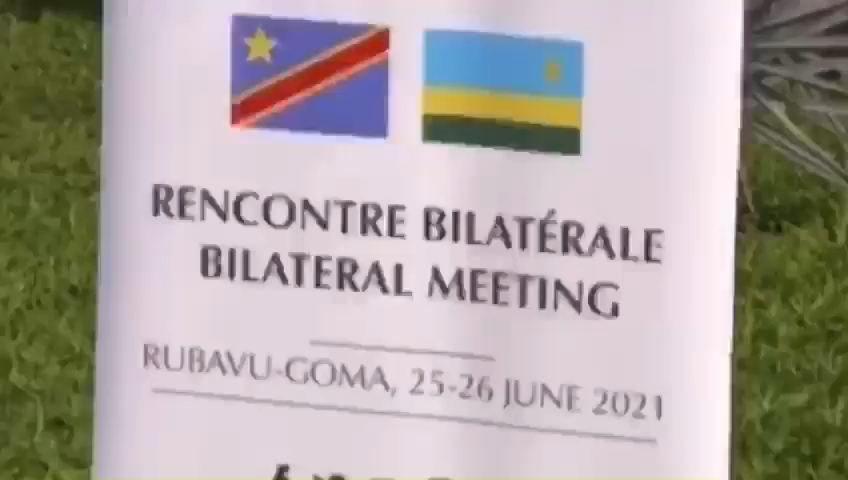 RENCONTRE BILATÉRALE
BILATERAL MEETING
RUBAVU-GOMA, 25-26 JUNE 2021